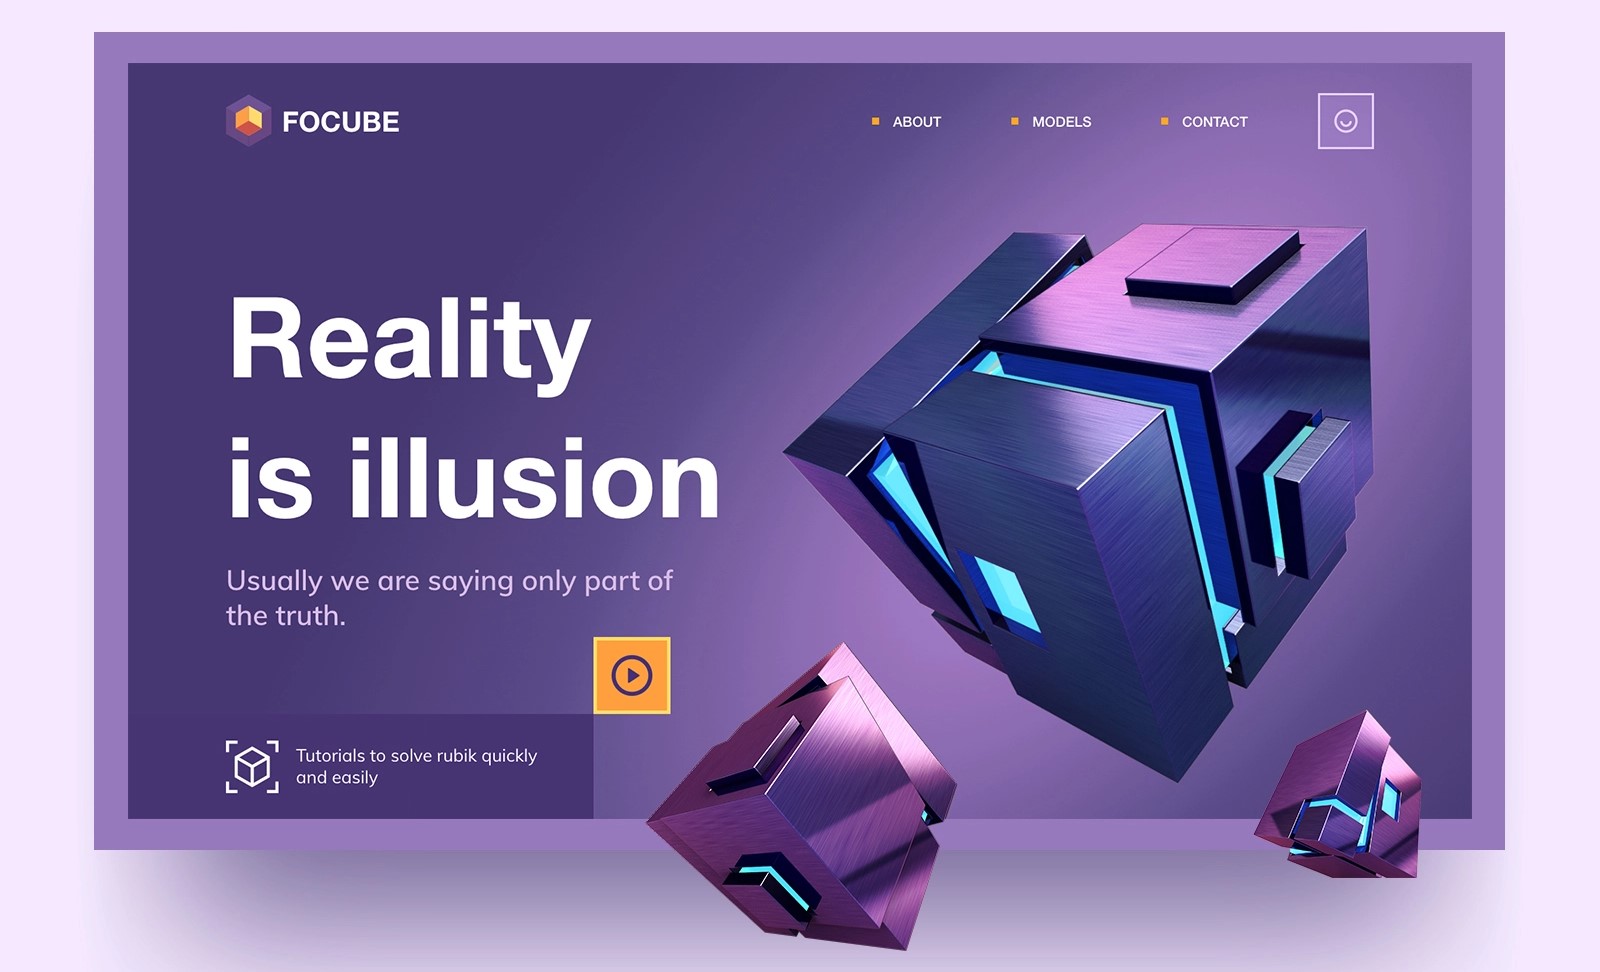 FOCUBE
ABOUT
MODELS
CONTACT
Reality
is illusion
Usually we are saying only part of
the truth.
Tutorials to solve rubik quickly
and easily